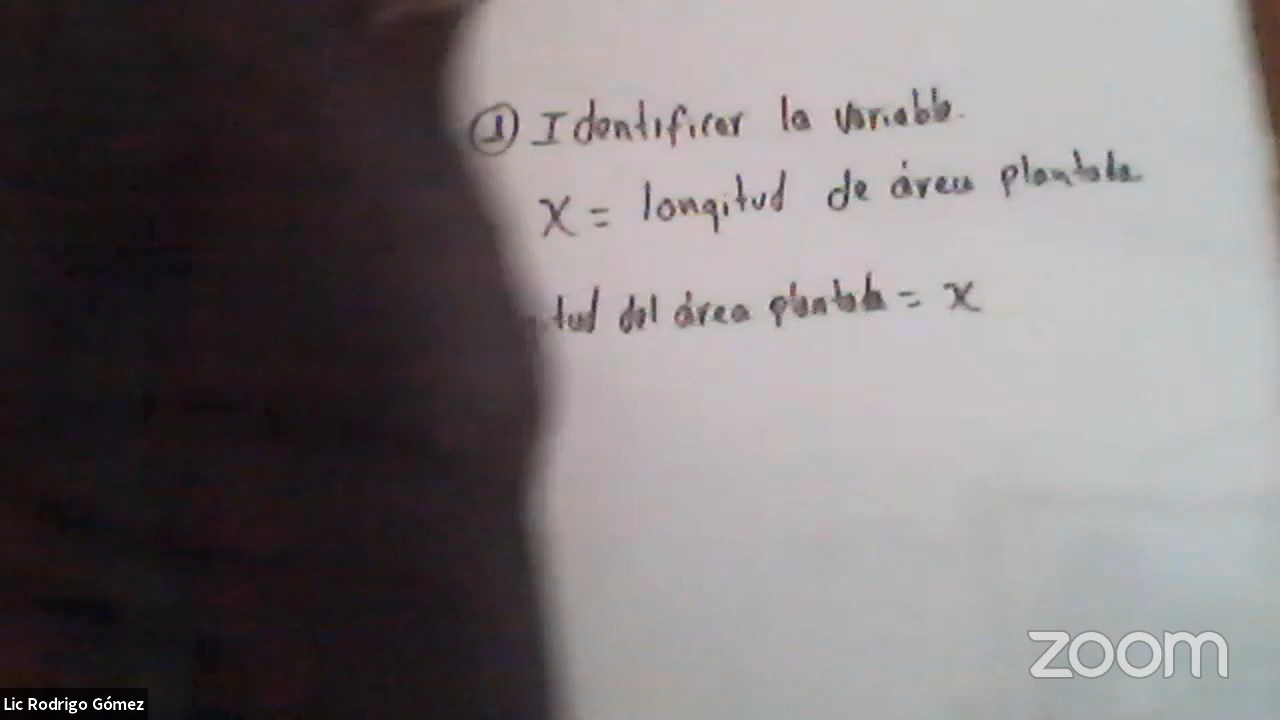 ① Identificar la variable.
X = longitud de área plantada
tud del área plantada = X
zoom
Lic Rodrigo Gómez